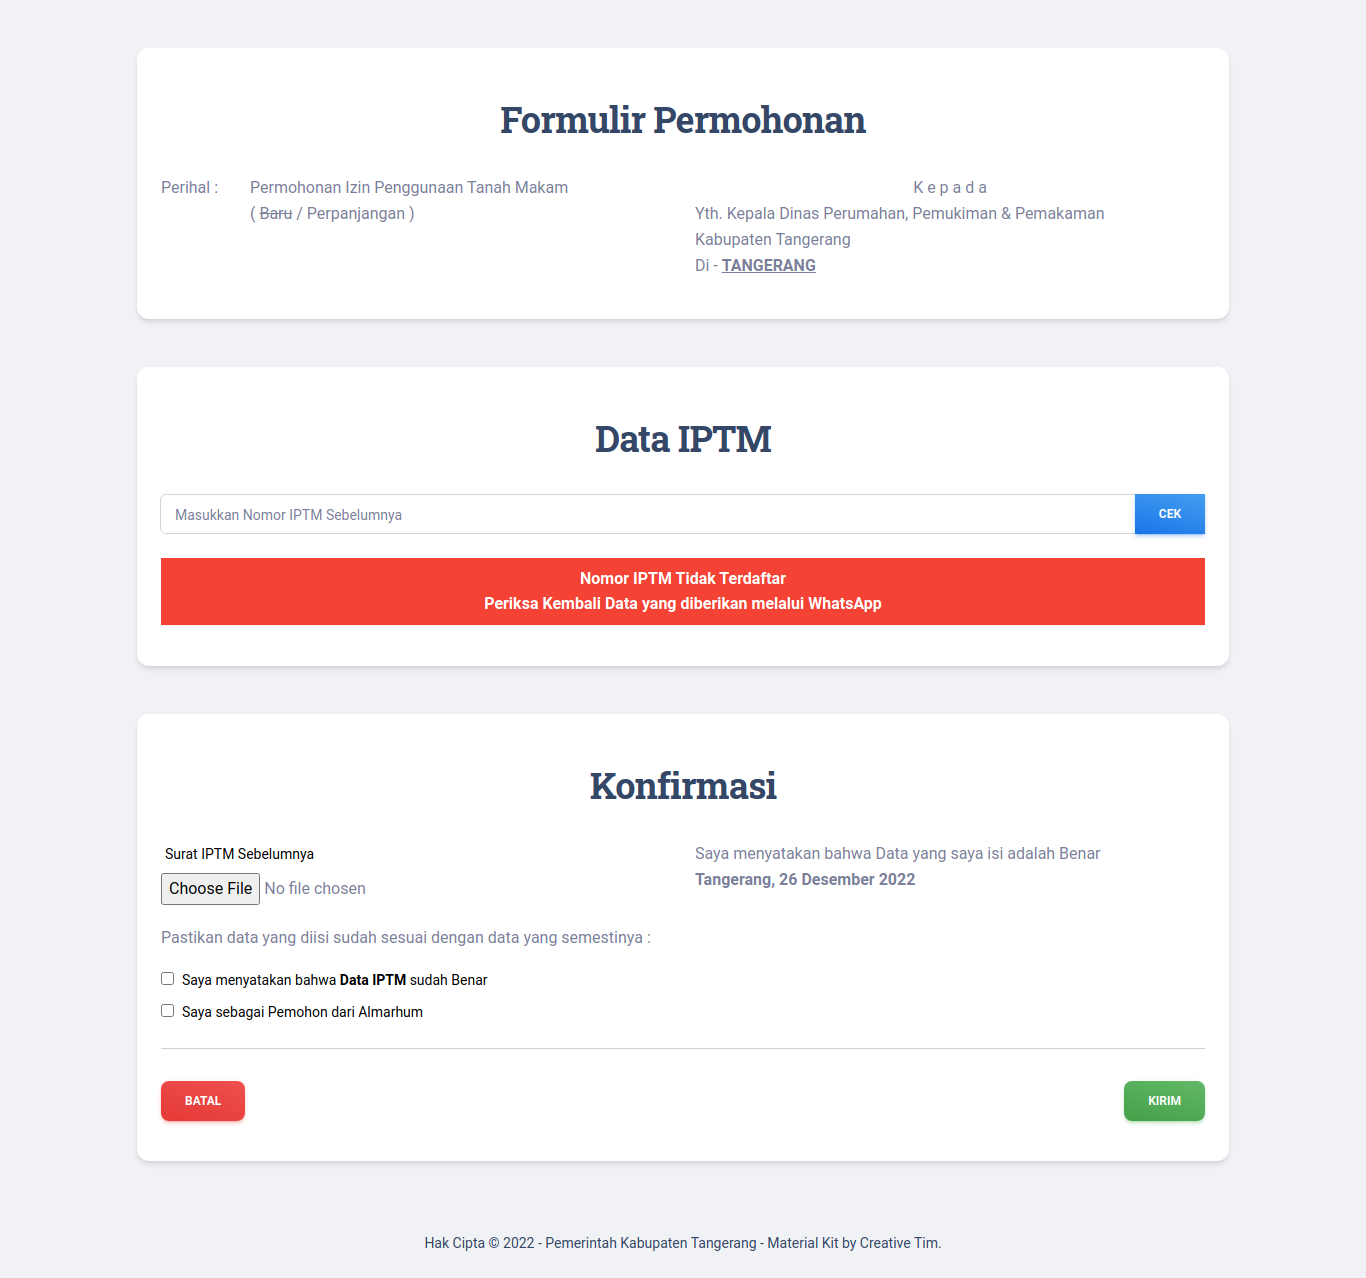 Formulir Permohonan
Perihal : Permohonan Izin Penggunaan Tanah Makam
( Baru / Perpanjangan )
K e p a d a
Yth. Kepala Dinas Perumahan, Pemukiman & Pemakaman
Kabupaten Tangerang
Di - TANGERANG
Data IPTM
Masukkan Nomor IPTM Sebelumnya
CEK
Nomor IPTM Tidak Terdaftar
Periksa Kembali Data yang diberikan melalui WhatsApp
Konfirmasi
Surat IPTM Sebelumnya
Choose File No file chosen
Saya menyatakan bahwa Data yang saya isi adalah Benar
Tangerang, 26 Desember 2022
Pastikan data yang diisi sudah sesuai dengan data yang semestinya :
Saya menyatakan bahwa Data IPTM sudah Benar
Saya sebagai Pemohon dari Almarhum
BATAL
KIRIM
Hak Cipta © 2022 - Pemerintah Kabupaten Tangerang - Material Kit by Creative Tim.